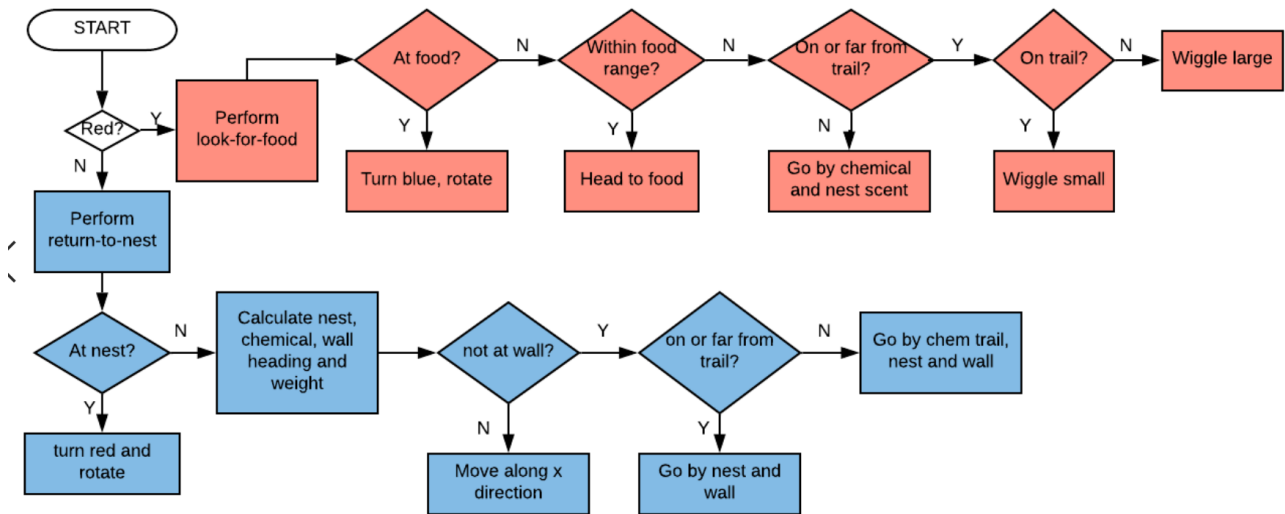 START
Red?
Y
N
Perform
look-for-food
At food?
N
Y
Turn blue, rotate
Within food
range?
N
Y
Head to food
On or far from
trail?
Y
N
Go by chemical
and nest scent
On trail?
N
Y
Wiggle small
Wiggle large
Perform
return-to-nest
At nest?
N
Y
turn red and
rotate
Calculate nest,
chemical, wall
heading and
weight
not at wall?
Y
N
Move along x
direction
on or far from
trail?
N
Y
Go by nest and
wall
Go by chem trail,
nest and wall